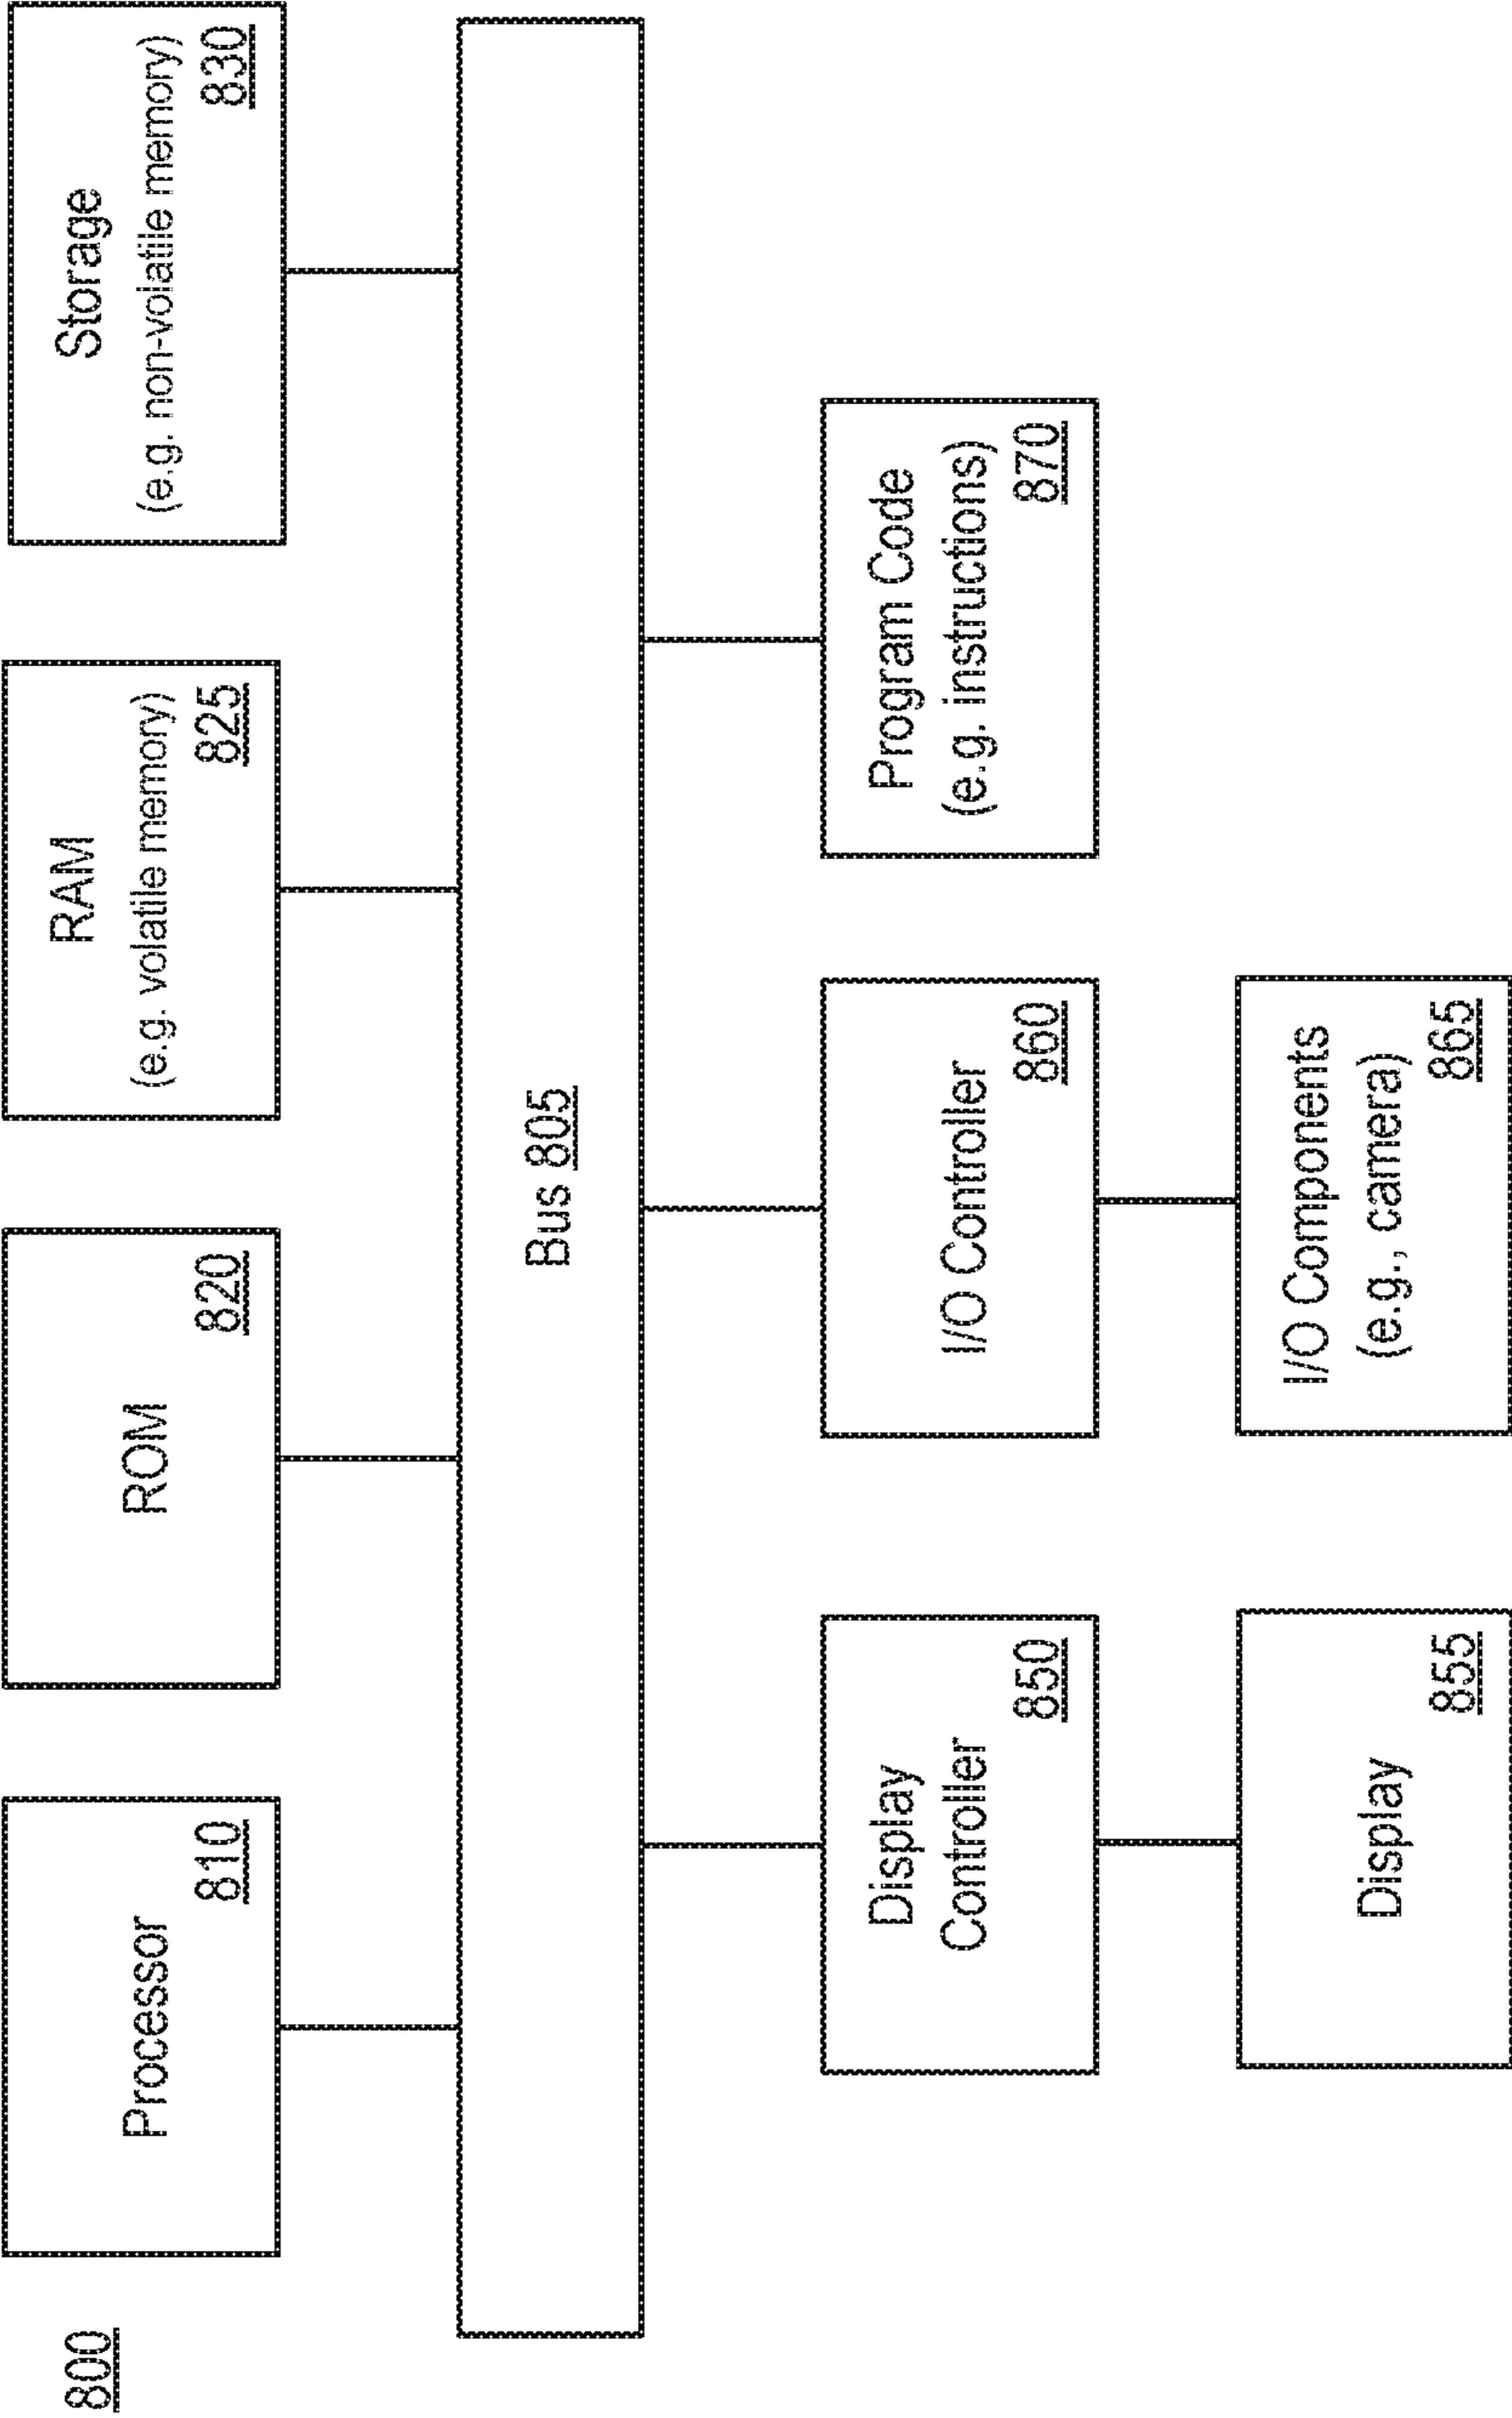 800
Processor
810
ROM
820
RAM
(e.g. volatile memory)
825
Storage
(e.g. non-volatile memory)
830
Bus 805
Display
Controller
850
I/O Controller
860
Program Code
(e.g. instructions)
870
Display
855
I/O Components
(e.g., camera)
865